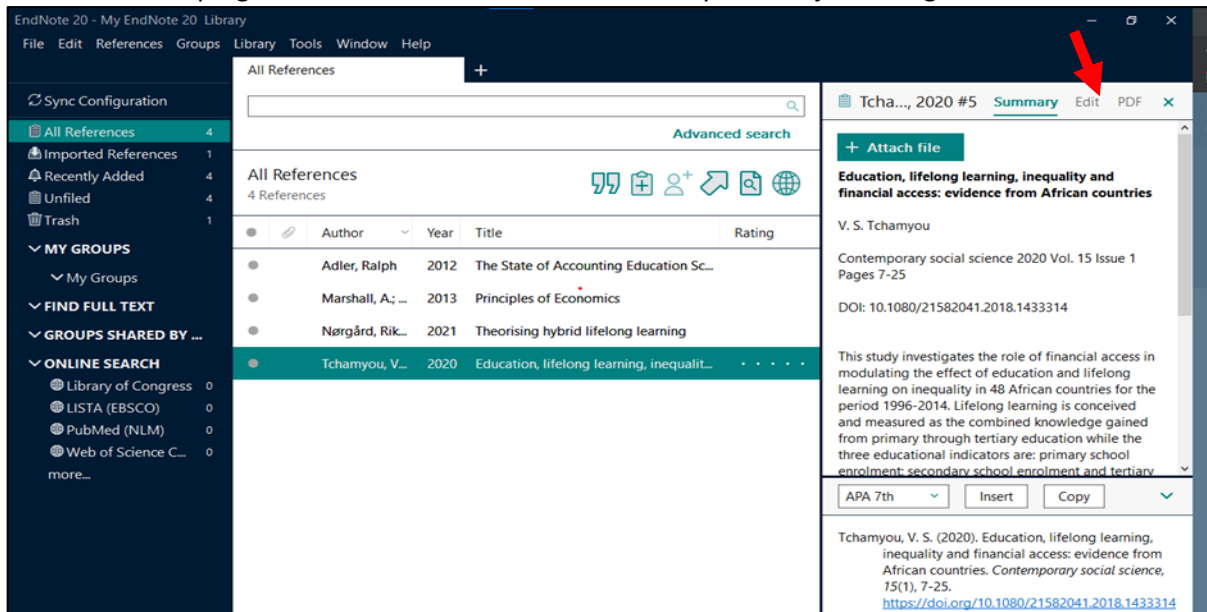 EndNote 20 - My EndNote 20 Library
File Edit References Groups Library Tools Window Help
All References
Sync Configuration
All References 4
Imported References 1
Recently Added 4
Unfiled 4
Trash 1
MY GROUPS
My Groups
FIND FULL TEXT
GROUPS SHARED BY ...
ONLINE SEARCH
Library of Congress 0
LISTA (EBSCO) 0
PubMed (NLM) 0
Web of Science C... 0
more...
Advanced search
All References
4 References
Author Year Title Rating
Adler, Ralph 2012 The State of Accounting Education Sc...
Marshall, A.; ... 2013 Principles of Economics
Nørgård, Rik... 2021 Theorising hybrid lifelong learning
Tchamyou, V... 2020 Education, lifelong learning, inequalit...
Tcha..., 2020 #5 Summary Edit PDF
+ Attach file
Education, lifelong learning, inequality and
financial access: evidence from African countries
V. S. Tchamyou
Contemporary social science 2020 Vol. 15 Issue 1
Pages 7-25
DOI: 10.1080/21582041.2018.1433314
This study investigates the role of financial access in
modulating the effect of education and lifelong
learning on inequality in 48 African countries for the
period 1996-2014. Lifelong learning is conceived
and measured as the combined knowledge gained
from primary through tertiary education while the
three educational indicators are: primary school
enrolment; secondary school enrolment and tertiary
APA 7th Insert Copy
Tchamyou, V. S. (2020). Education, lifelong learning,
inequality and financial access: evidence from
African countries. Contemporary social science,
15(1), 7-25.
https://doi.org/10.1080/21582041.2018.1433314